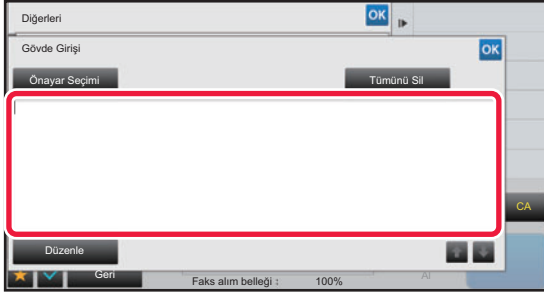 Diğerleri
OK
Gövde Girişi
OK
Önayar Seçimi
Tümünü Sil
CA
Düzenle
Geri
Faks alım belleği :
100%